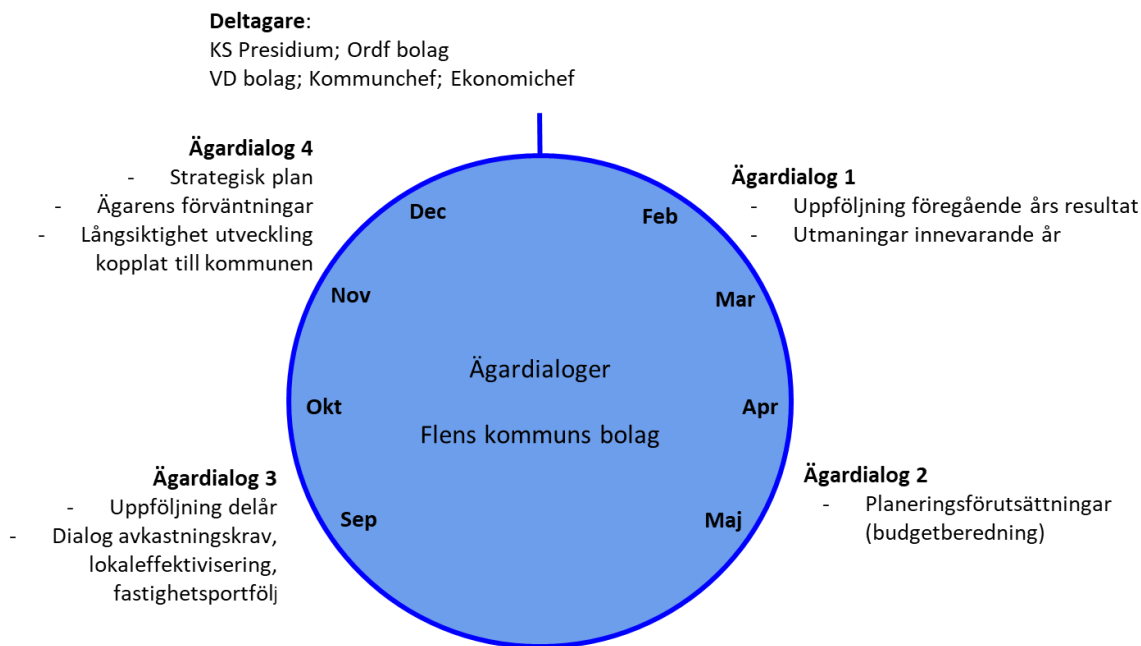 Deltagare:
KS Presidium; Ordf bolag
VD bolag; Kommunchef; Ekonomichef
Ägardialog 4
- Strategisk plan
- Ägarens förväntningar
- Långsiktighet utveckling
kopplat till kommunen
Ägardialog 1
- Uppföljning föregående års resultat
- Utmaningar innevarande år
Dec
Feb
Nov
Mar
Ägardialoger
Okt
Apr
Flens kommuns bolag
Ägardialog 3
- Uppföljning delår
- Dialog avkastningskrav,
lokaleffektivisering,
fastighetsportfölj
Ägardialog 2
- Planeringsförutsättningar
(budgetberedning)
Sep
Maj